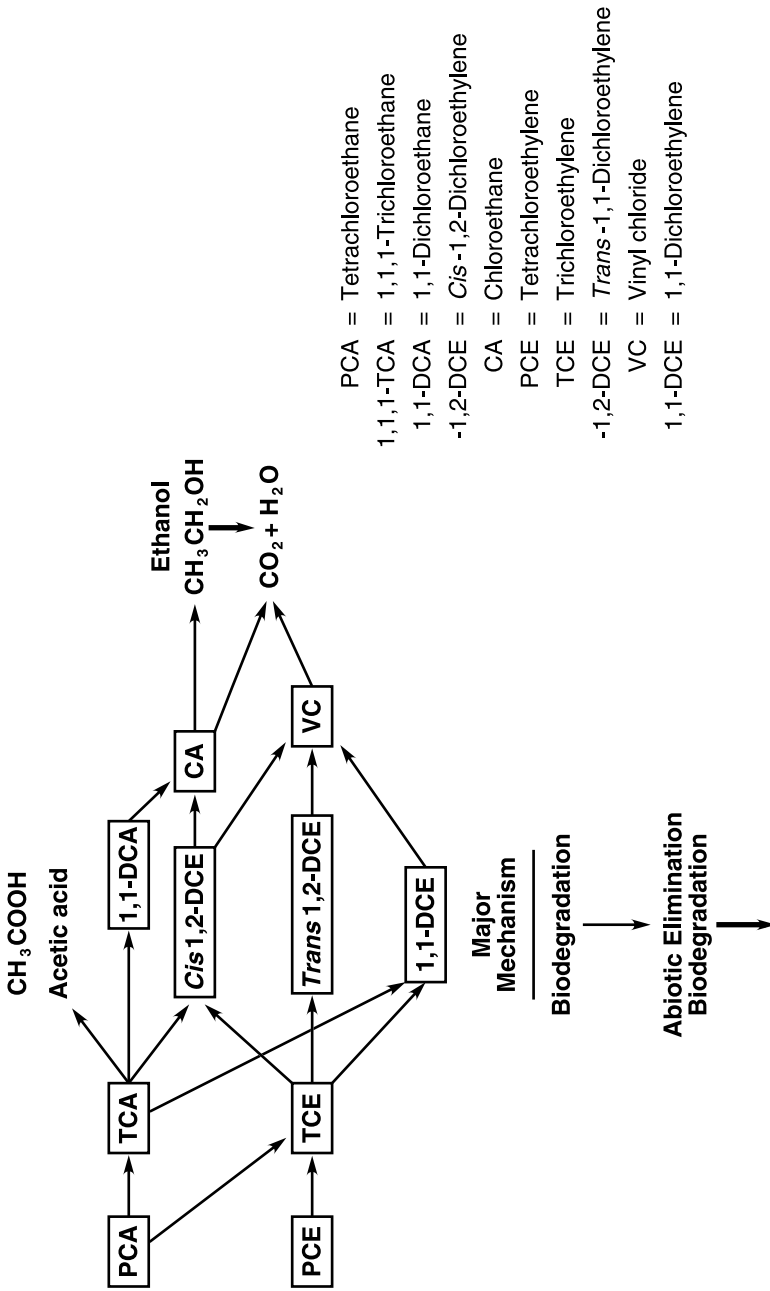 CH3COOH
Acetic acid
PCA
TCA
1,1-DCA
Ethanol
CH3CH2OH
Cis 1,2-DCE
CA
CO2 + H2O
PCE
TCE
Trans 1,2-DCE
VC
1,1-DCE
Major
Mechanism
Biodegradation
Abiotic Elimination
Biodegradation
PCA = Tetrachloroethane
1,1,1-TCA = 1,1,1-Trichloroethane
1,1-DCA = 1,1-Dichloroethane
-1,2-DCE = Cis -1,2-Dichloroethylene
CA = Chloroethane
PCE = Tetrachloroethylene
TCE = Trichloroethylene
-1,2-DCE = Trans -1,1-Dichloroethylene
VC = Vinyl chloride
1,1-DCE = 1,1-Dichloroethylene